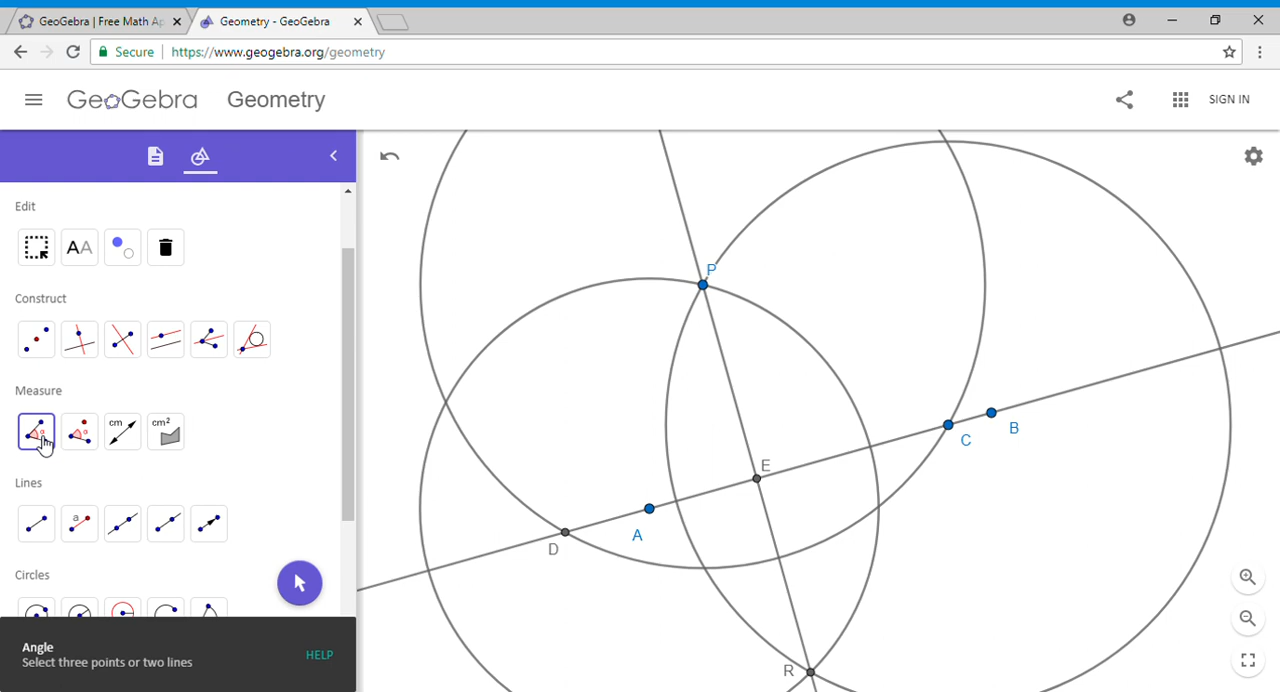 GeoGebra | Free Math Ap
Geometry - GeoGebra
Secure
https://www.geogebra.org/geometry
GeoGebra
Geometry
SIGN IN
Edit
AA
Construct
Measure
α
α
cm
cm²
Lines
a
Circles
Angle
Select three points or two lines
HELP
P
E
C
B
A
D
R